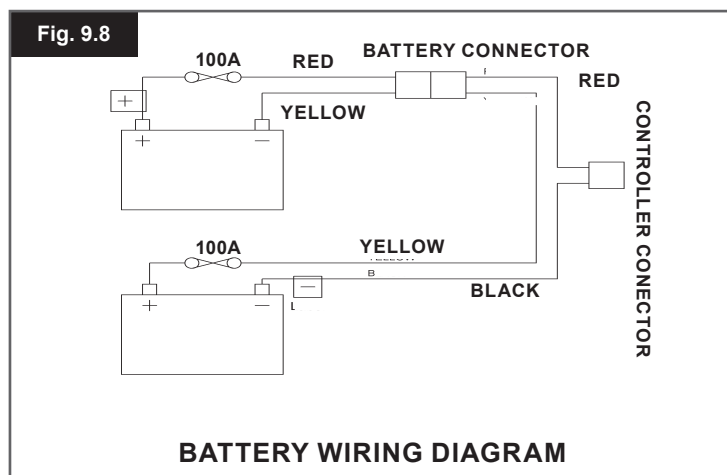 Fig. 9.8
100A
RED
BATTERY CONNECTOR
RED
+
YELLOW
+ −
CONTROLLER CONECTOR
100A
YELLOW
B
BLACK
−
+ −
L
BATTERY WIRING DIAGRAM